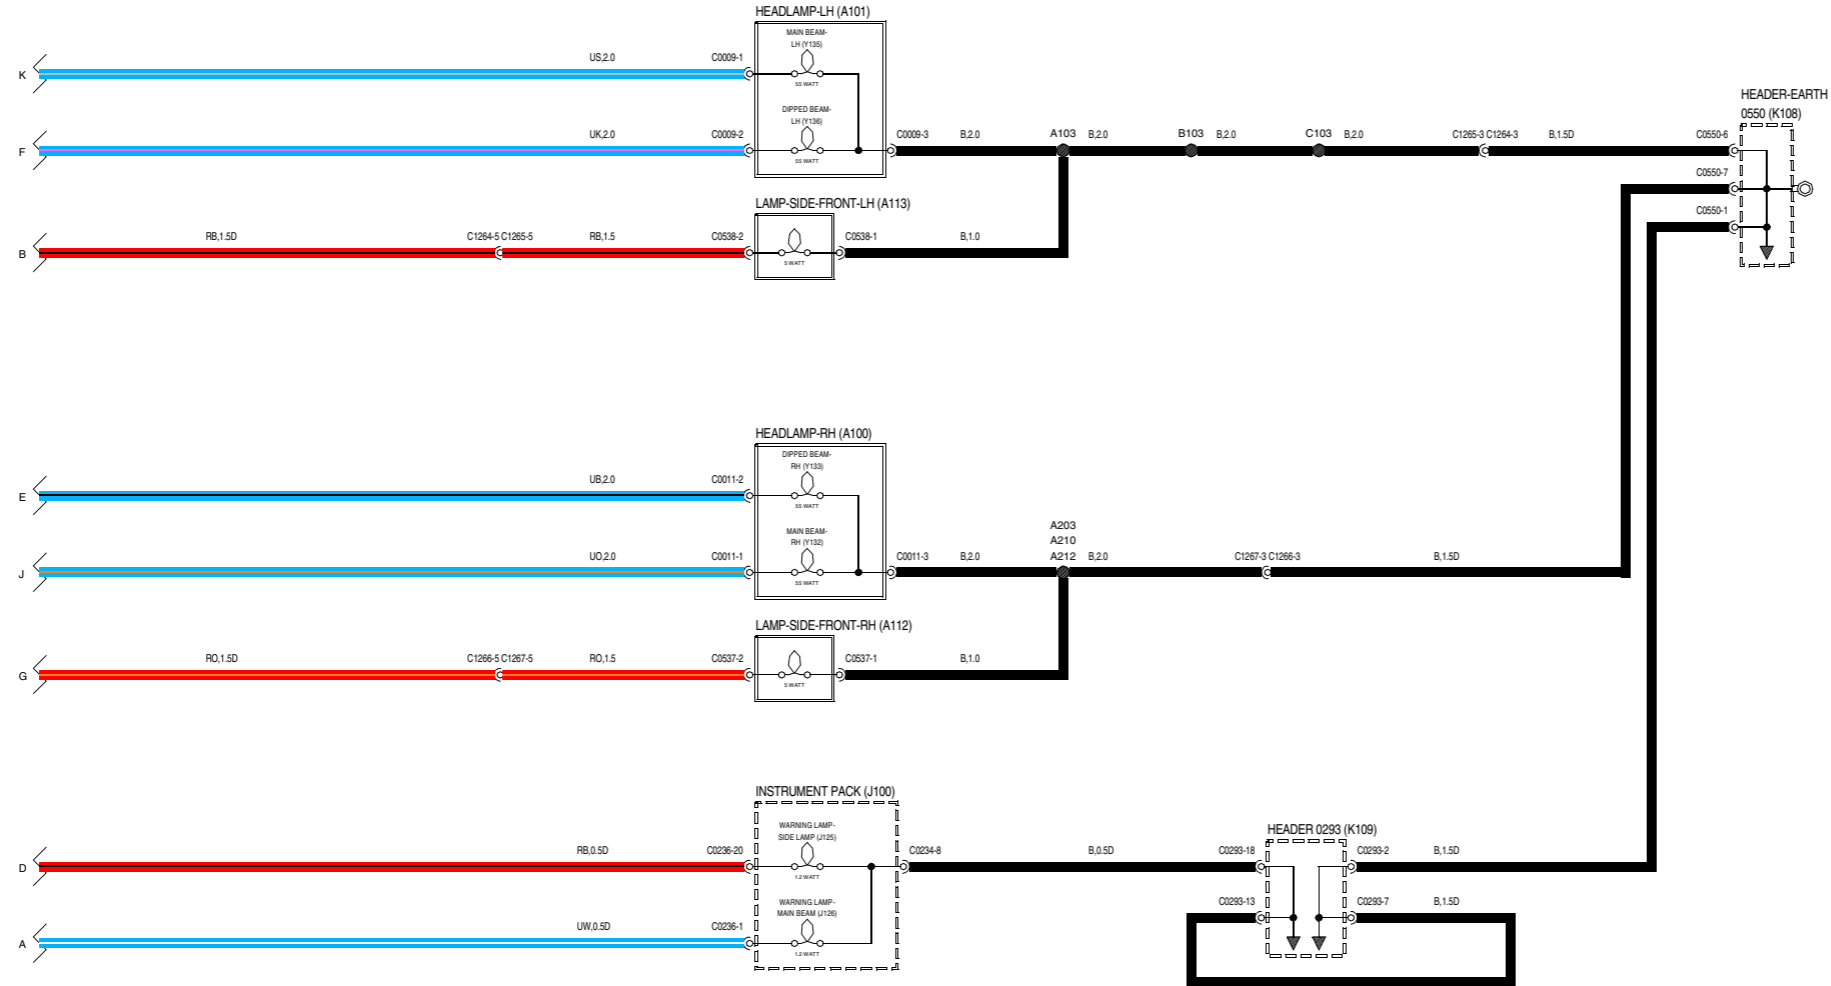 HEADLAMP-LH (A101)
MAIN BEAM-
LH (Y135)
K
US,2.0
C0009-1
55 WATT
HEADER-EARTH
0550 (K108)
DIPPED BEAM-
LH (Y136)
F
UK,2.0
C0009-2
55 WATT
C0009-3
B,2.0
A103
B,2.0
B103
B,2.0
C103
B,2.0
C1265-3 C1264-3
B,1.5D
C0550-6
C0550-7
C0550-1
LAMP-SIDE-FRONT-LH (A113)
B
RB,1.5D
C1264-5 C1265-5
RB,1.5
C0538-2
5 WATT
C0538-1
B,1.0
HEADLAMP-RH (A100)
DIPPED BEAM-
RH (Y133)
E
UB,2.0
C0011-2
55 WATT
MAIN BEAM-
RH (Y132)
J
UO,2.0
C0011-1
55 WATT
C0011-3
B,2.0
A203
A210
A212
B,2.0
C1267-3 C1266-3
B,1.5D
LAMP-SIDE-FRONT-RH (A112)
G
RO,1.5D
C1266-5 C1267-5
RO,1.5
C0537-2
5 WATT
C0537-1
B,1.0
INSTRUMENT PACK (J100)
WARNING LAMP-
SIDE LAMP (J125)
D
RB,0.5D
C0236-20
1.2 WATT
C0234-8
B,0.5D
HEADER 0293 (K109)
C0293-18
C0293-2
B,1.5D
WARNING LAMP-
MAIN BEAM (J126)
A
UW,0.5D
C0236-1
1.2 WATT
C0293-13
C0293-7
B,1.5D